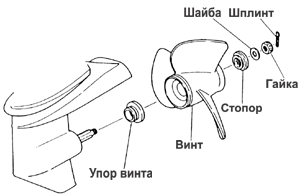 Шайба Шплинт
Гайка
Стопор
Винт
Упор винта